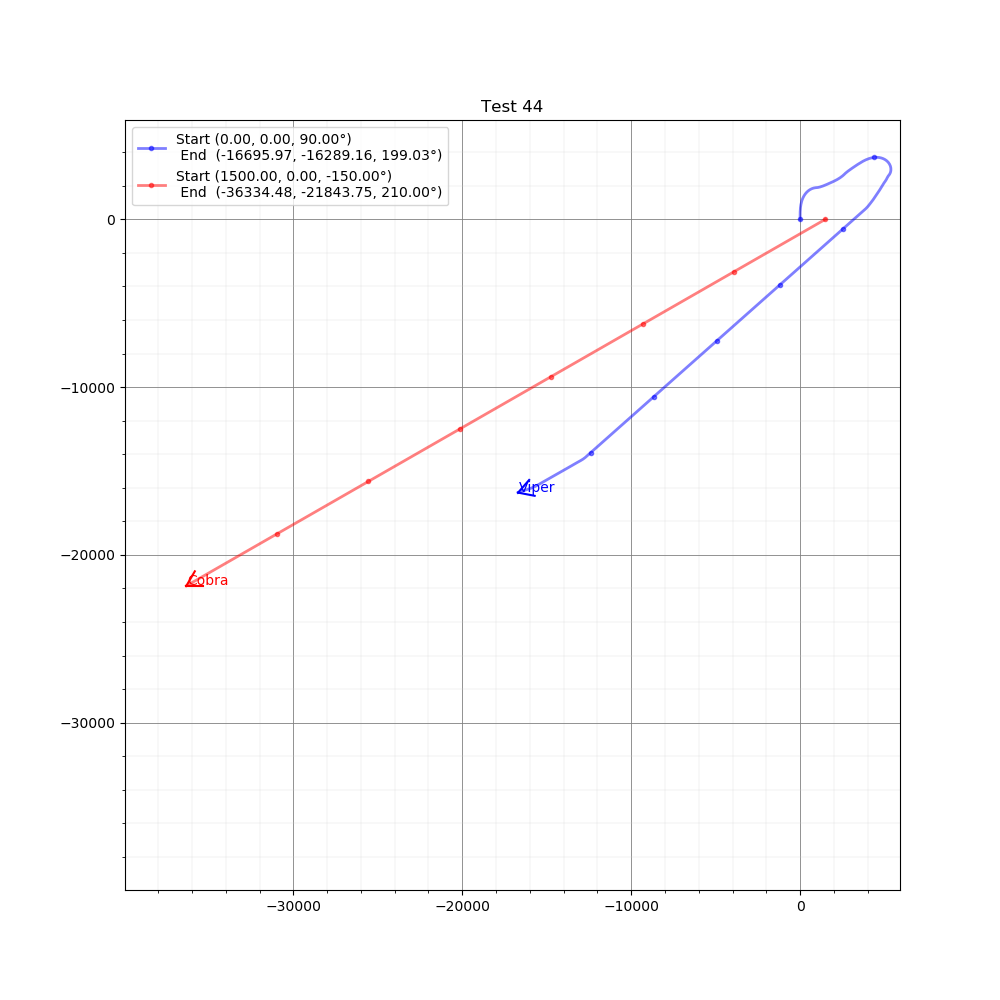 Test 44
Start (0.00, 0.00, 90.00°)
End  (-16695.97, -16289.16, 199.03°)
Start (1500.00, 0.00, -150.00°)
End  (-36334.48, -21843.75, 210.00°)
0
−10000
−20000
−30000
Viper
Cobra
−30000
−20000
−10000
0